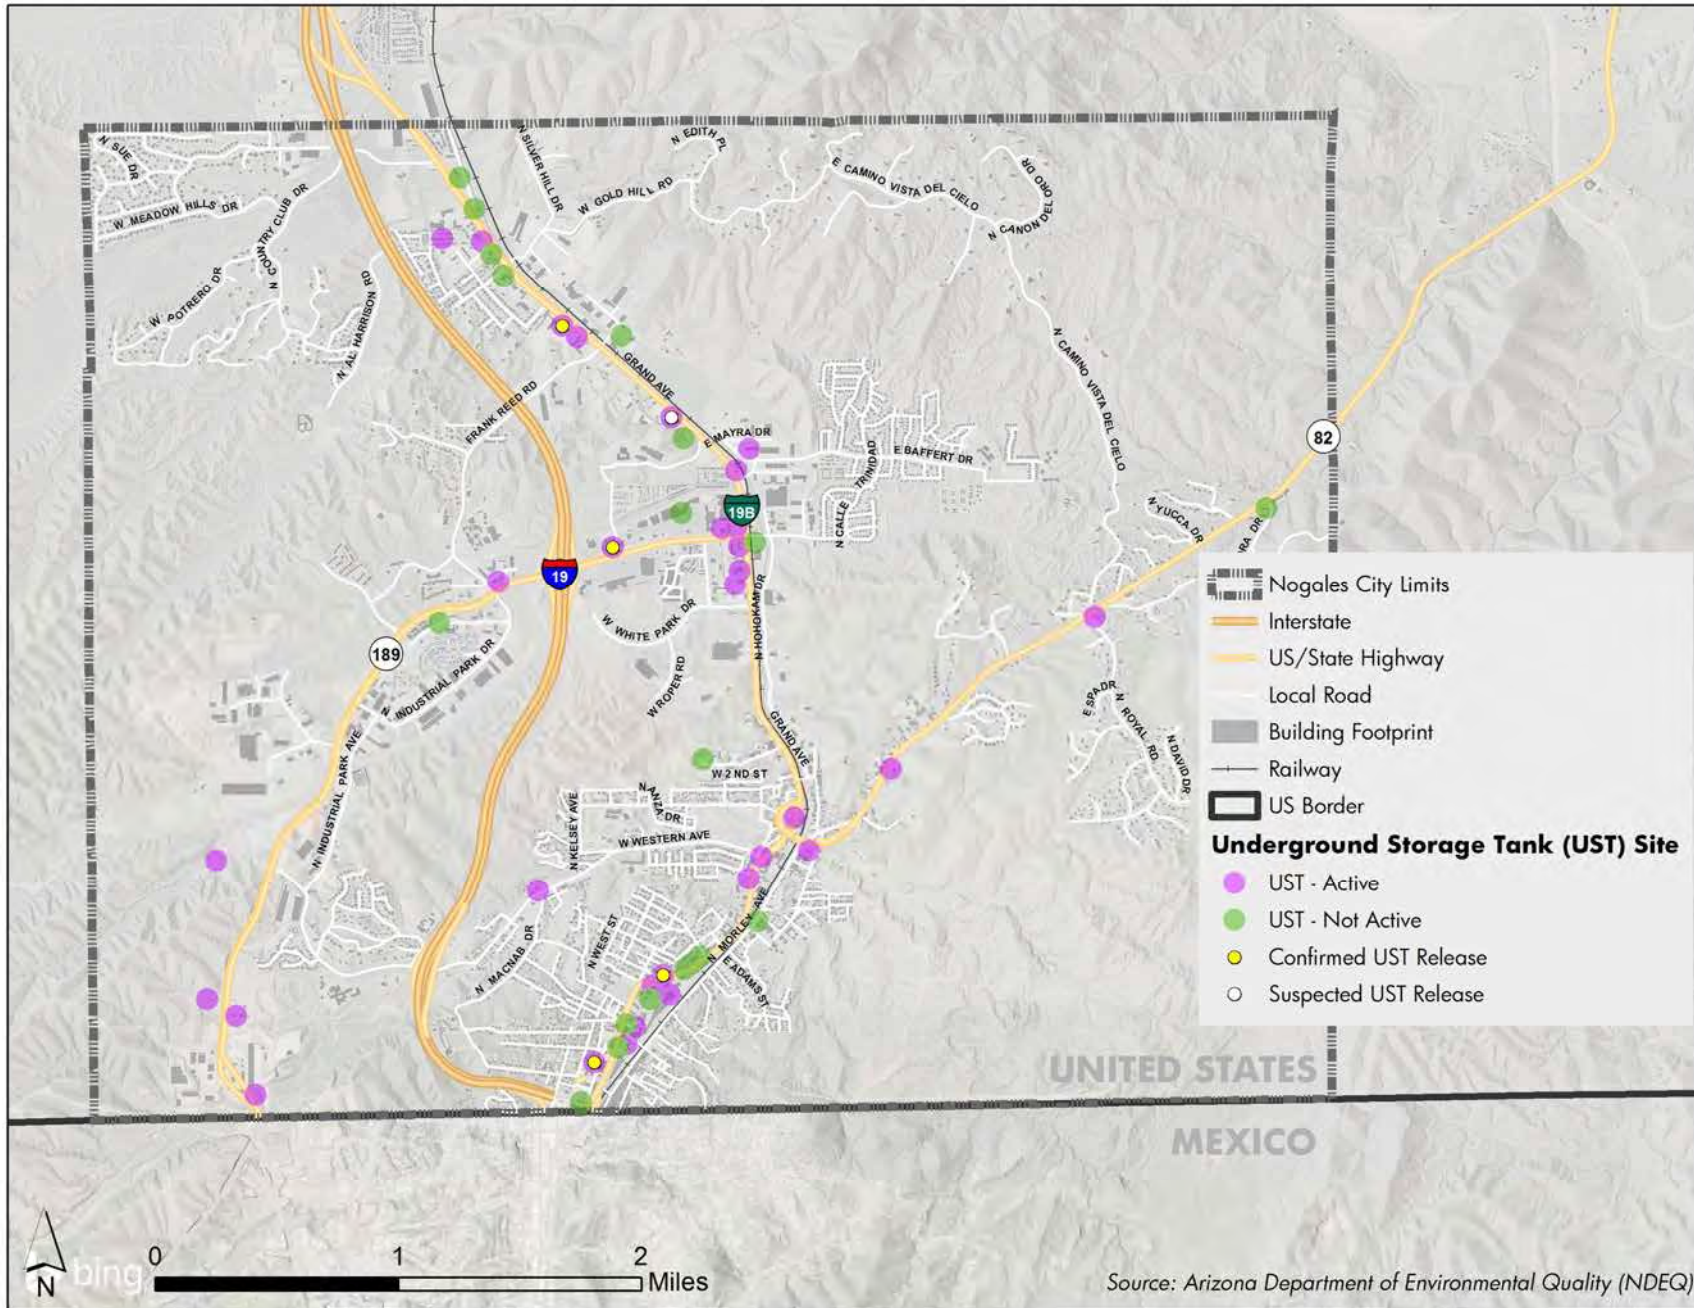 N SUE DR
W MEADOW HILLS DR
N COUNTRY CLUB DR
W POTRERO DR
N AL HARRISON RD
N SILVER HILL DR
N EDITH PL
W GOLD HILL RD
E CAMINO VISTA DEL CIELO
N CANON DEL ORO DR
GRAND AVE
FRANK REED RD
E MAYRA DR
E BAFFERT DR
N CALLE TRINIDAD
N CAMINO VISTA DEL CIELO
82
N YUCCA DR
ORA DR
19B
19
189
N INDUSTRIAL PARK DR
W WHITE PARK DR
W ROPER RD
N HOHOKAM DR
GRAND AVE
E SPA DR
N ROYAL RD
N DAVID DR
N INDUSTRIAL PARK AVE
W 2ND ST
N ANZA DR
N KELSEY AVE
W WESTERN AVE
N MACNAB DR
N WEST ST
N MORLEY AVE
E ADAMS ST
Nogales City Limits
Interstate
US/State Highway
Local Road
Building Footprint
Railway
US Border
Underground Storage Tank (UST) Site
UST - Active
UST - Not Active
Confirmed UST Release
Suspected UST Release
UNITED STATES
MEXICO
N
bing
0 1 2
Miles
Source: Arizona Department of Environmental Quality (NDEQ)